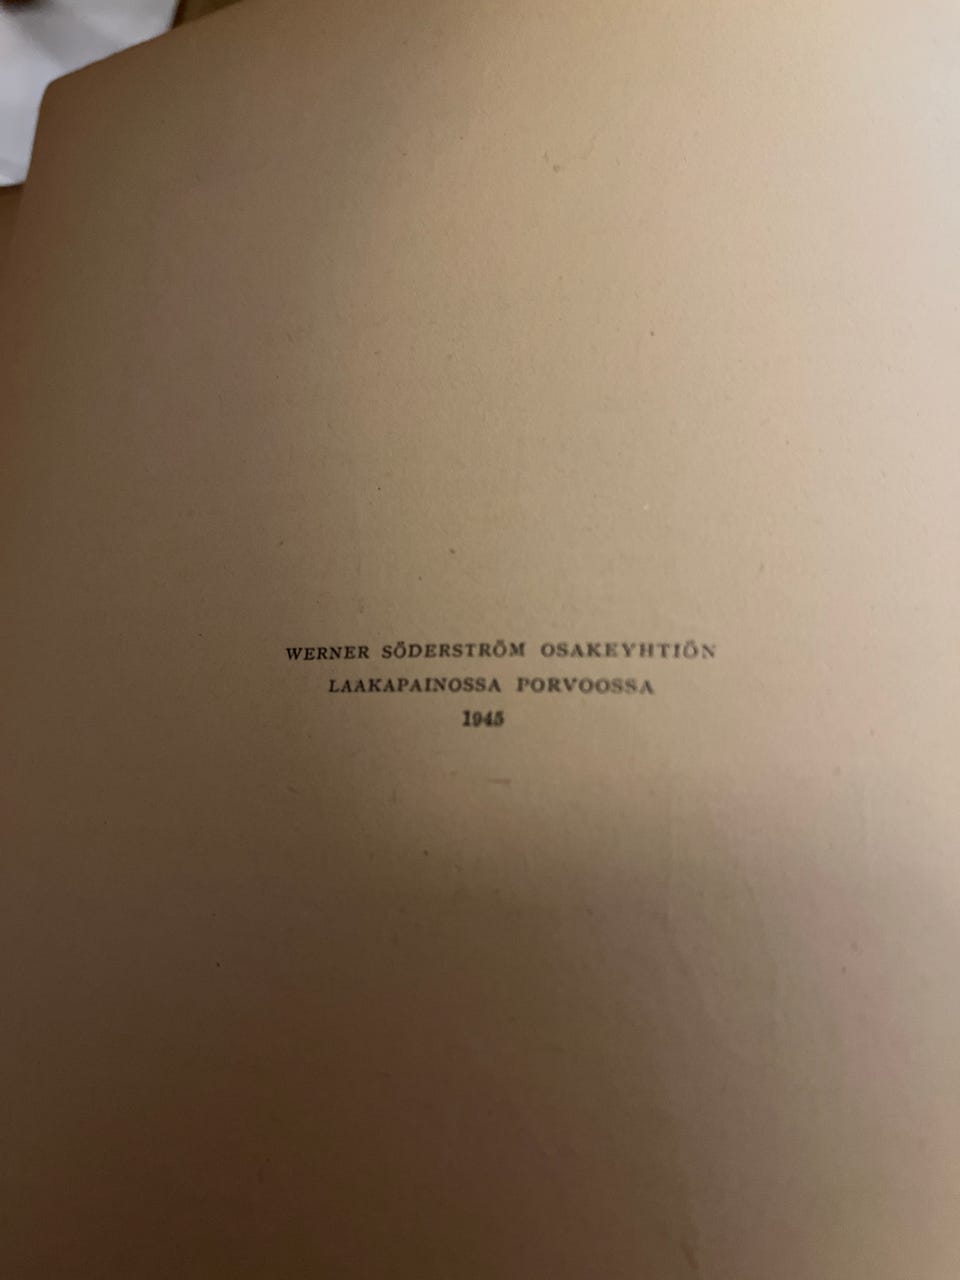 WERNER SÖDERSTRÖM OSAKEYHTIÖN
LAAKAPAINOSSA PORVOOSSA
1945